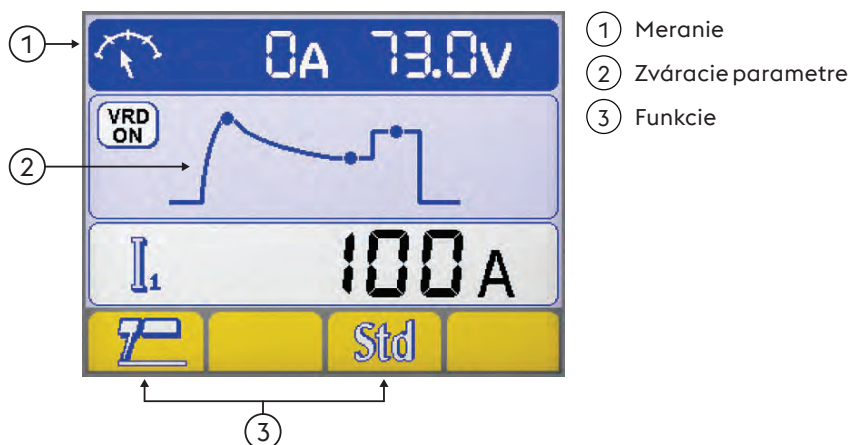 1
0A 73.0V
VRD
ON
2
I1
100A
Std
3
1 Meranie
2 Zváracie parametre
3 Funkcie